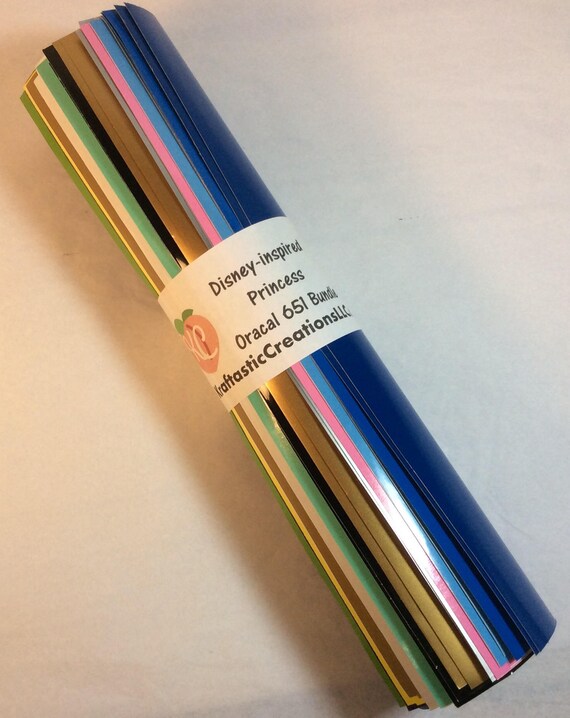 Disney-inspired
Princess
Oracal 651 Bundle
KraftasticCreationsLLC